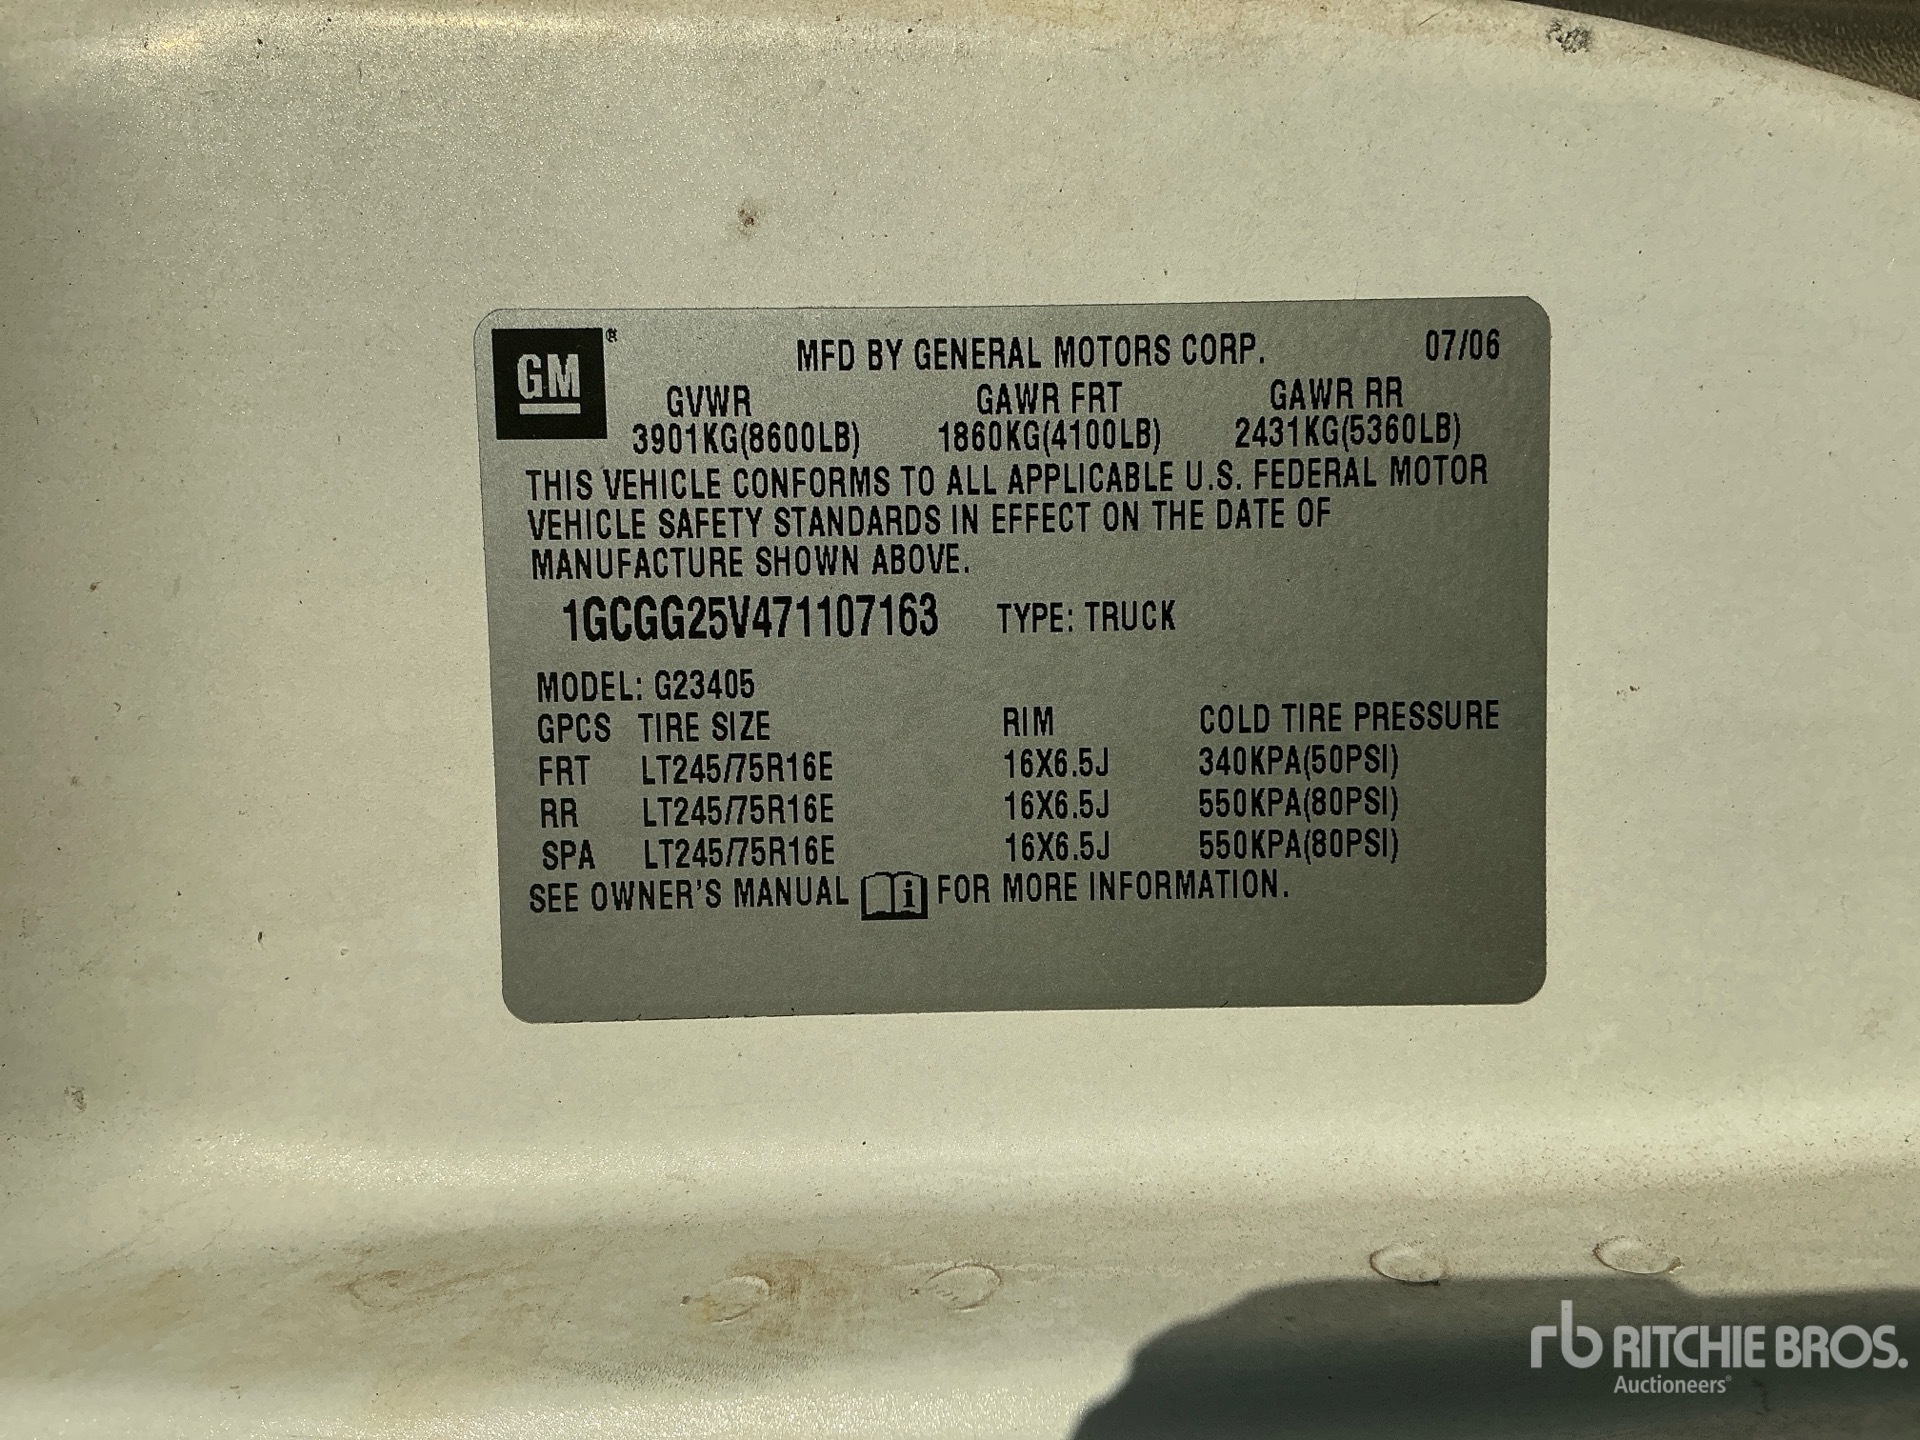 GM®
MFD BY GENERAL MOTORS CORP. 07/06
GVWR GAWR FRT GAWR RR
3901KG(8600LB) 1860KG(4100LB) 2431KG(5360LB)
THIS VEHICLE CONFORMS TO ALL APPLICABLE U.S. FEDERAL MOTOR
VEHICLE SAFETY STANDARDS IN EFFECT ON THE DATE OF
MANUFACTURE SHOWN ABOVE.
1GCGG25V471107163 TYPE: TRUCK
MODEL: G23405
GPCS TIRE SIZE RIM COLD TIRE PRESSURE
FRT LT245/75R16E 16X6.5J 340KPA(50PSI)
RR LT245/75R16E 16X6.5J 550KPA(80PSI)
SPA LT245/75R16E 16X6.5J 550KPA(80PSI)
SEE OWNER'S MANUAL i FOR MORE INFORMATION.
rb RITCHIE BROS.
Auctioneers®